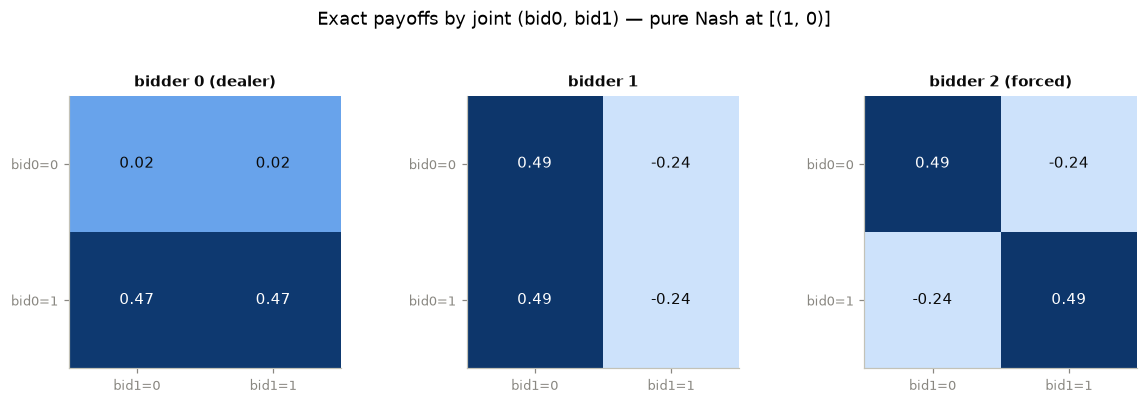 Exact payoffs by joint (bid0, bid1) — pure Nash at [(1, 0)]
bidder 0 (dealer)
bid0=0
0.02 0.02
bid0=1
0.47 0.47
bid1=0 bid1=1
bidder 1
bid0=0
0.49 -0.24
bid0=1
0.49 -0.24
bid1=0 bid1=1
bidder 2 (forced)
bid0=0
0.49 -0.24
bid0=1
-0.24 0.49
bid1=0 bid1=1